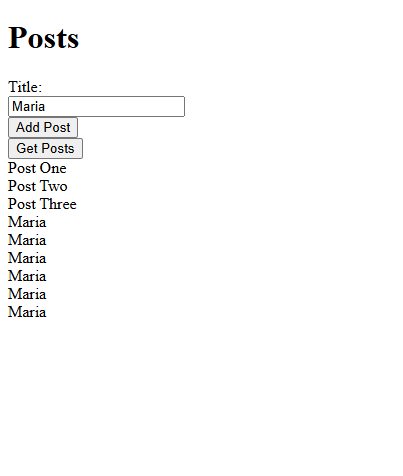 Posts
Title:
Maria
Add Post
Get Posts
Post One
Post Two
Post Three
Maria
Maria
Maria
Maria
Maria
Maria